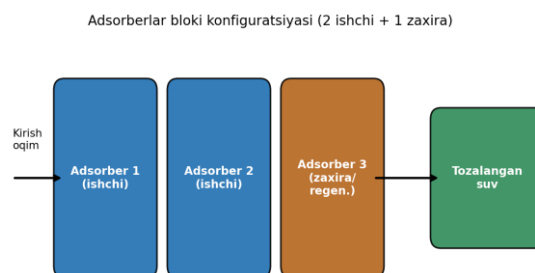 Adsorberlar bloki konfiguratsiyasi (2 ishchi + 1 zaxira)
Kirish
oqim
Adsorber 1
(ishchi)
Adsorber 2
(ishchi)
Adsorber 3
(zaxira/
regen.)
Tozalangan
suv